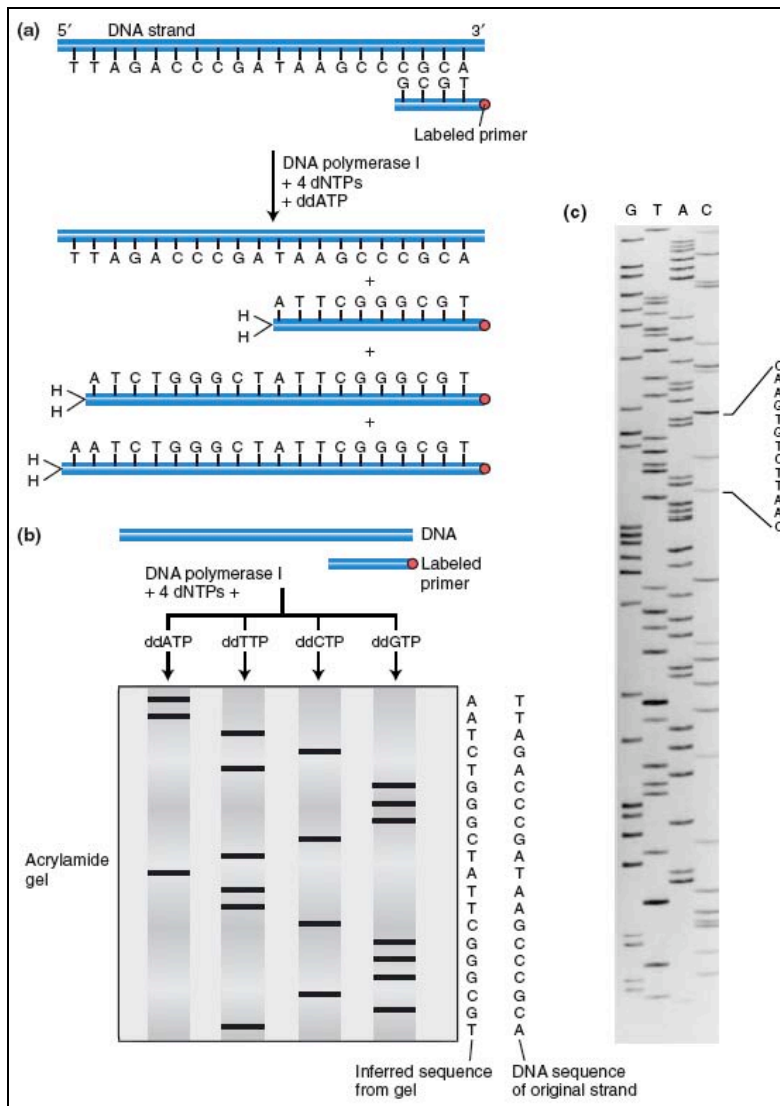 (a)
5′ DNA strand 3′
T T A G A C C C G A T A A G C C C G C A
G C G T
Labeled primer
DNA polymerase I
+ 4 dNTPs
+ ddATP
T T A G A C C C G A T A A G C C C G C A
+
A T T C G G G C G T
H
H
+
A T C T G G G C T A T T C G G G C G T
H
H
+
A A T C T G G G C T A T T C G G G C G T
H
H
(b)
DNA
Labeled
primer
DNA polymerase I
+ 4 dNTPs +
ddATP ddTTP ddCTP ddGTP
Acrylamide
gel
A T
A T
T A
C G
T A
G C
G C
G C
C G
T A
A T
T A
T A
C G
G C
G C
G C
C G
G C
T A
Inferred sequence
from gel
DNA sequence
of original strand
(c)
G T A C
C
A
A
G
T
G
T
C
T
T
A
A
C